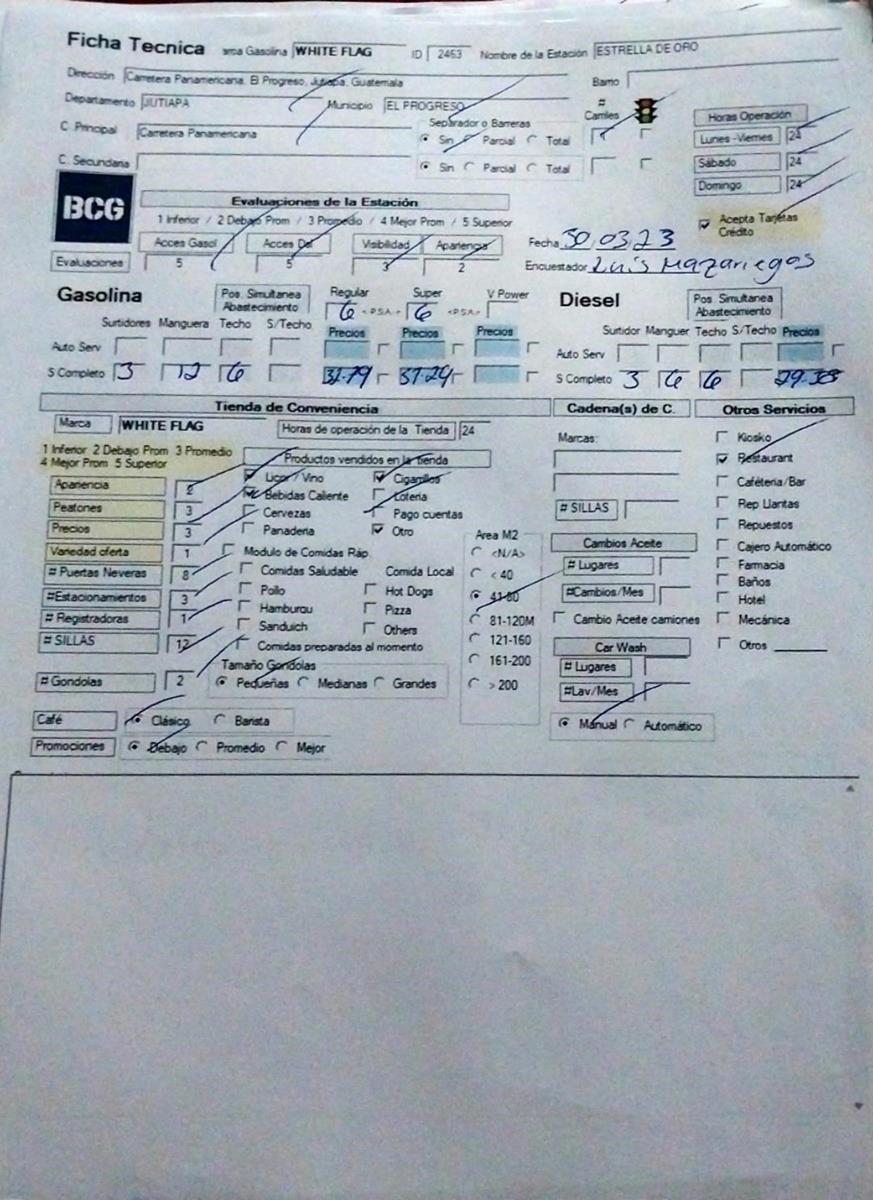 Ficha Tecnica arca Gasolina WHITE FLAG ID 2463 Nombre de la Estación ESTRELLA DE ORO
Dirección Carretera Panamericana, El Progreso, Jutiapa, Guatemala Barrio
Departamento JUTIAPA Municipio EL PROGRESO # Carriles
C. Principal Carretera Panamericana Separador o Barreras Sin Parcial Total
C. Secundaria Sin Parcial Total
Horas Operación
Lunes -Viernes 24
Sábado 24
Domingo 24
BCG
Evaluaciones de la Estación
1 Inferior / 2 Debajo Prom / 3 Promedio / 4 Mejor Prom / 5 Superior
Acepta Tarjetas Crédito
Acces Gasol Acces Del Visibilidad Apariencia
Evaluaciones 5 5 3 2
Fecha 30.03.23
Encuestador Luis Mazariegos
Gasolina Pos Simultanea Abastecimiento Regular 6 <P.S.A.> Super 6 <P.S.A.> V Power
Surtidores Manguera Techo S/Techo Precios Precios Precios
Auto Serv
S Completo 3 12 6
Diesel Pos Simultanea Abastecimiento
Surtidor Manguer Techo S/Techo Precios
Auto Serv
S Completo 3 6 6
Tienda de Conveniencia
Marca WHITE FLAG Horas de operación de la Tienda 24
1 Inferior 2 Debajo Prom 3 Promedio
4 Mejor Prom 5 Superior
Apariencia 2
Peatones 3
Precios 3
Variedad oferta 1
# Puertas Neveras 8
#Estacionamientos 3
# Registradoras 1
# SILLAS 12
# Gondolas 2
Productos vendidos en la tienda
Licor / Vino Cigarrillos
Bebidas Caliente Loteria
Cervezas Pago cuentas
Panaderia Otro
Modulo de Comidas Ráp.
Comidas Saludable Comida Local
Pollo Hot Dogs
Hamburgu Pizza
Sanduich Others
Comidas preparadas al momento
Tamaño Gondolas
Pequeñas Medianas Grandes
Café Clásico Barista
Promociones Debajo Promedio Mejor
Area M2
<N/A>
< 40
41-80
81-120M
121-160
161-200
> 200
Cadena(s) de C.
Marcas:
# SILLAS
Cambios Aceite
# Lugares
#Cambios/Mes
Cambio Aceite camiones
Car Wash
# Lugares
#Lav/Mes
Manual Automático
Otros Servicios
Kiosko
Restaurant
Caféteria/Bar
Rep Llantas
Repuestos
Cajero Automático
Farmacia
Baños
Hotel
Mecánica
Otros